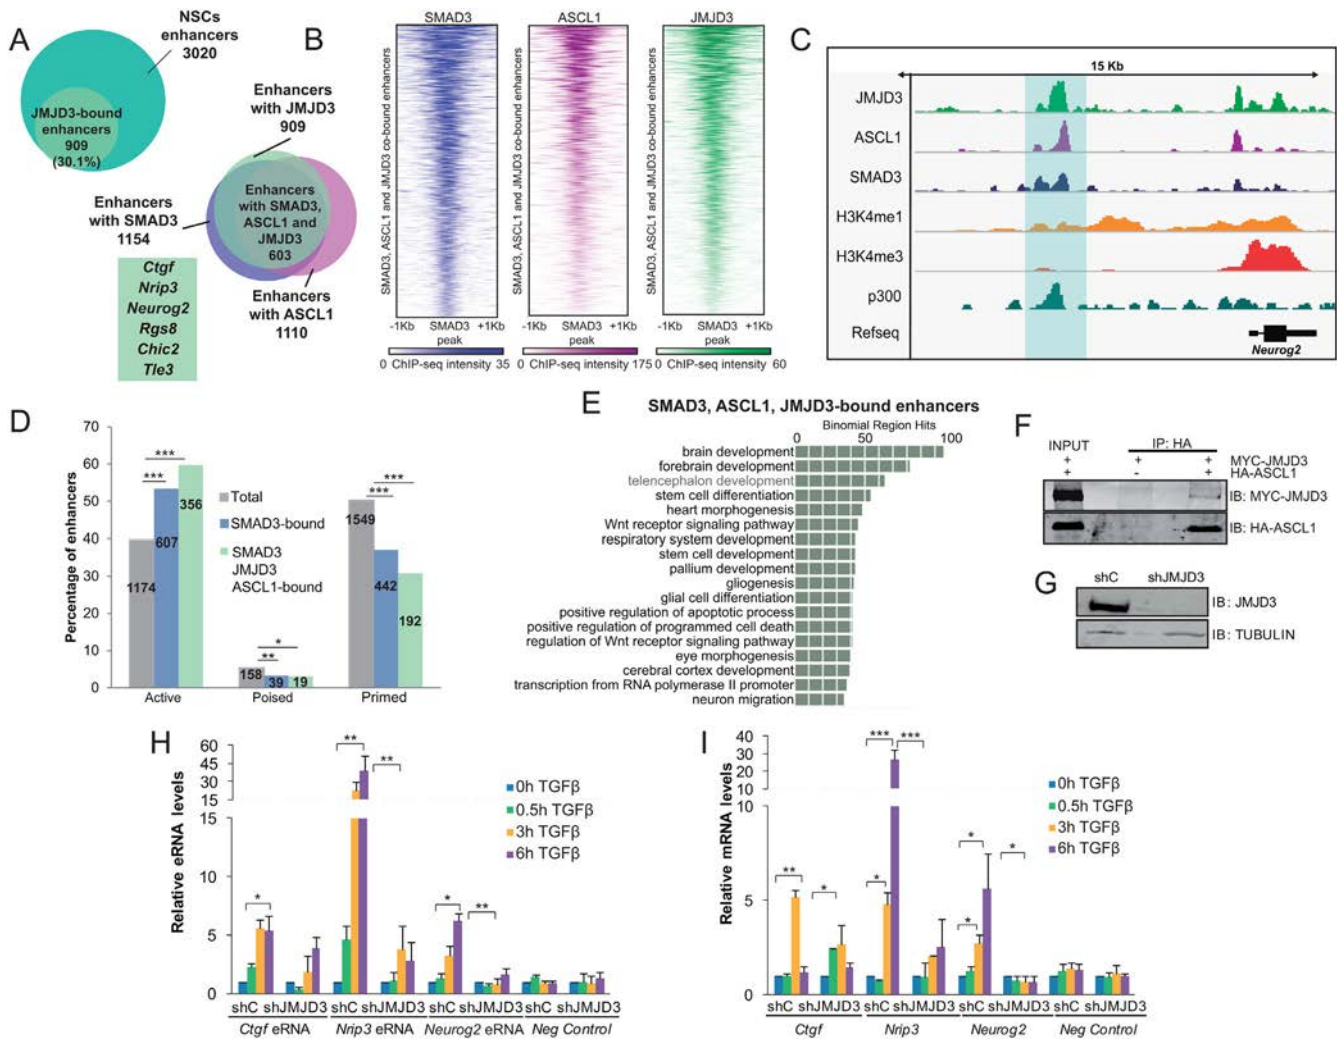 A
NSCs
enhancers
3020
JMJD3-bound
enhancers
909
(30.1%)
Enhancers
with JMJD3
909
Enhancers
with SMAD3
1154
Enhancers
with SMAD3,
ASCL1 and
JMJD3
603
Enhancers
with ASCL1
1110
Ctgf
Nrip3
Neurog2
Rgs8
Chic2
Tle3
B
SMAD3
ASCL1
JMJD3
SMAD3, ASCL1 and JMJD3 co-bound enhancers
SMAD3, ASCL1 and JMJD3 co-bound enhancers
SMAD3, ASCL1 and JMJD3 co-bound enhancers
-1Kb SMAD3 +1Kb
peak
-1Kb SMAD3 +1Kb
peak
-1Kb SMAD3 +1Kb
peak
0 ChIP-seq intensity 35
0 ChIP-seq intensity 175
0 ChIP-seq intensity 60
C
15 Kb
JMJD3
ASCL1
SMAD3
H3K4me1
H3K4me3
p300
Refseq
Neurog2
D
Percentage of enhancers
70
60
50
40
30
20
10
0
***
***
1174
607
356
Total
SMAD3-bound
SMAD3
JMJD3
ASCL1-bound
*
**
158
39
19
***
***
1549
442
192
Active
Poised
Primed
E
SMAD3, ASCL1, JMJD3-bound enhancers
Binomial Region Hits
0 50 100
brain development
forebrain development
telencephalon development
stem cell differentiation
heart morphogenesis
Wnt receptor signaling pathway
respiratory system development
stem cell development
pallium development
gliogenesis
glial cell differentiation
positive regulation of apoptotic process
positive regulation of programmed cell death
regulation of Wnt receptor signaling pathway
eye morphogenesis
cerebral cortex development
transcription from RNA polymerase II promoter
neuron migration
F
INPUT
IP: HA
+ + + MYC-JMJD3
+ - + HA-ASCL1
IB: MYC-JMJD3
IB: HA-ASCL1
G
shC shJMJD3
IB: JMJD3
IB: TUBULIN
H
Relative eRNA levels
60
45
30
15
15
10
5
0
*
**
**
*
**
0h TGFβ
0.5h TGFβ
3h TGFβ
6h TGFβ
shC shJMJD3 shC shJMJD3 shC shJMJD3 shC shJMJD3
Ctgf eRNA
Nrip3 eRNA
Neurog2 eRNA
Neg Control
I
Relative mRNA levels
40
30
20
10
10
5
0
**
*
***
***
*
*
*
*
0h TGFβ
0.5h TGFβ
3h TGFβ
6h TGFβ
shC shJMJD3 shC shJMJD3 shC shJMJD3 shC shJMJD3
Ctgf
Nrip3
Neurog2
Neg Control